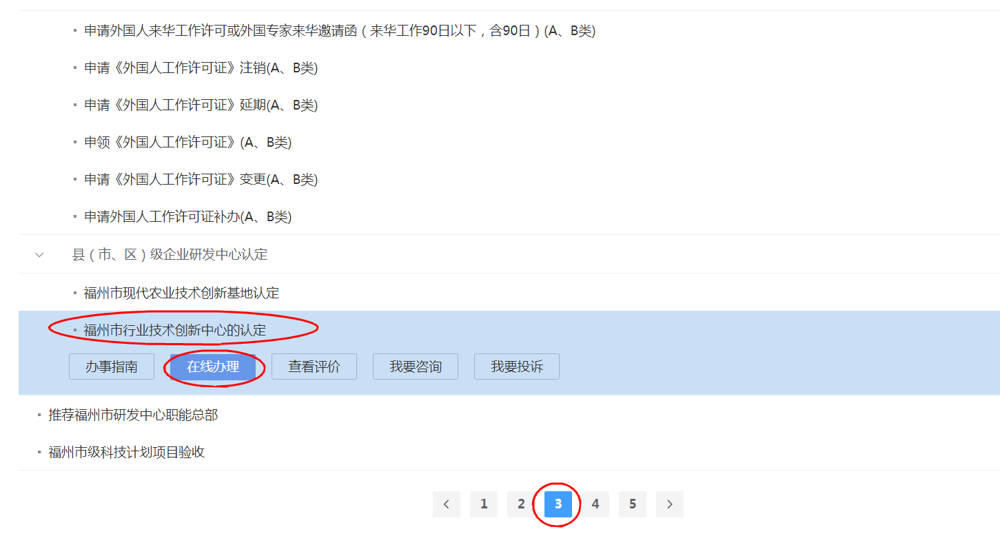 申请外国人来华工作许可或外国专家来华邀请函（来华工作90日以下，含90日）(A、B类)
申请《外国人工作许可证》注销(A、B类)
申请《外国人工作许可证》延期(A、B类)
申领《外国人工作许可证》(A、B类)
申请《外国人工作许可证》变更(A、B类)
申请外国人工作许可证补办(A、B类)
县（市、区）级企业研发中心认定
福州市现代农业技术创新基地认定
福州市行业技术创新中心的认定
办事指南 在线办理 查看评价 我要咨询 我要投诉
推荐福州市研发中心职能总部
福州市级科技计划项目验收
1 2 3 4 5